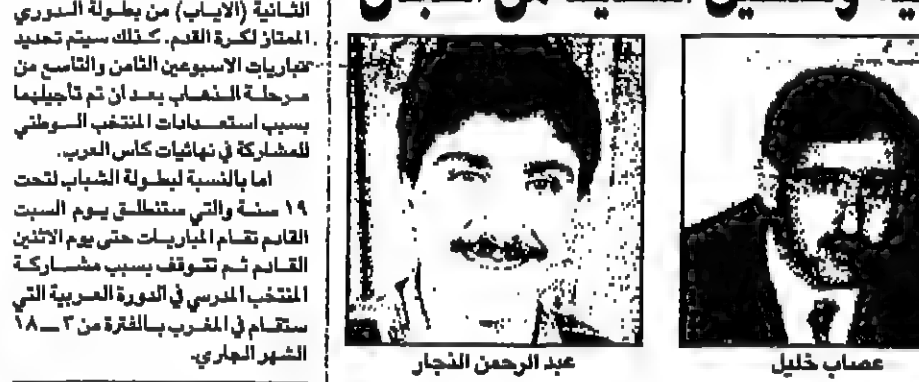 الثانية (الاياب) من بطولة الدوري
الممتاز لكرة القدم. كذلك سيتم تحديد
مباريات الاسبوعين الثامن والتاسع من
مرحلة الذهاب بعد ان تم تأجيلهما
بسبب استعدادات المنتخب الوطني
للمشاركة في نهائيات كأس العرب.
اما بالنسبة لبطولة الشباب لتحت
١٩ سنة والتي ستنطلق يوم السبت
القادم تقام المباريات حتى يوم الاثنين
القادم ثم تتوقف بسبب مشاركة
المنتخب المدرسي في الدورة العربية التي
ستقام في المغرب بالفترة من ٣ ــ ١٨
الشهر الجاري.
عبد الرحمن النجار
عصاب خليل